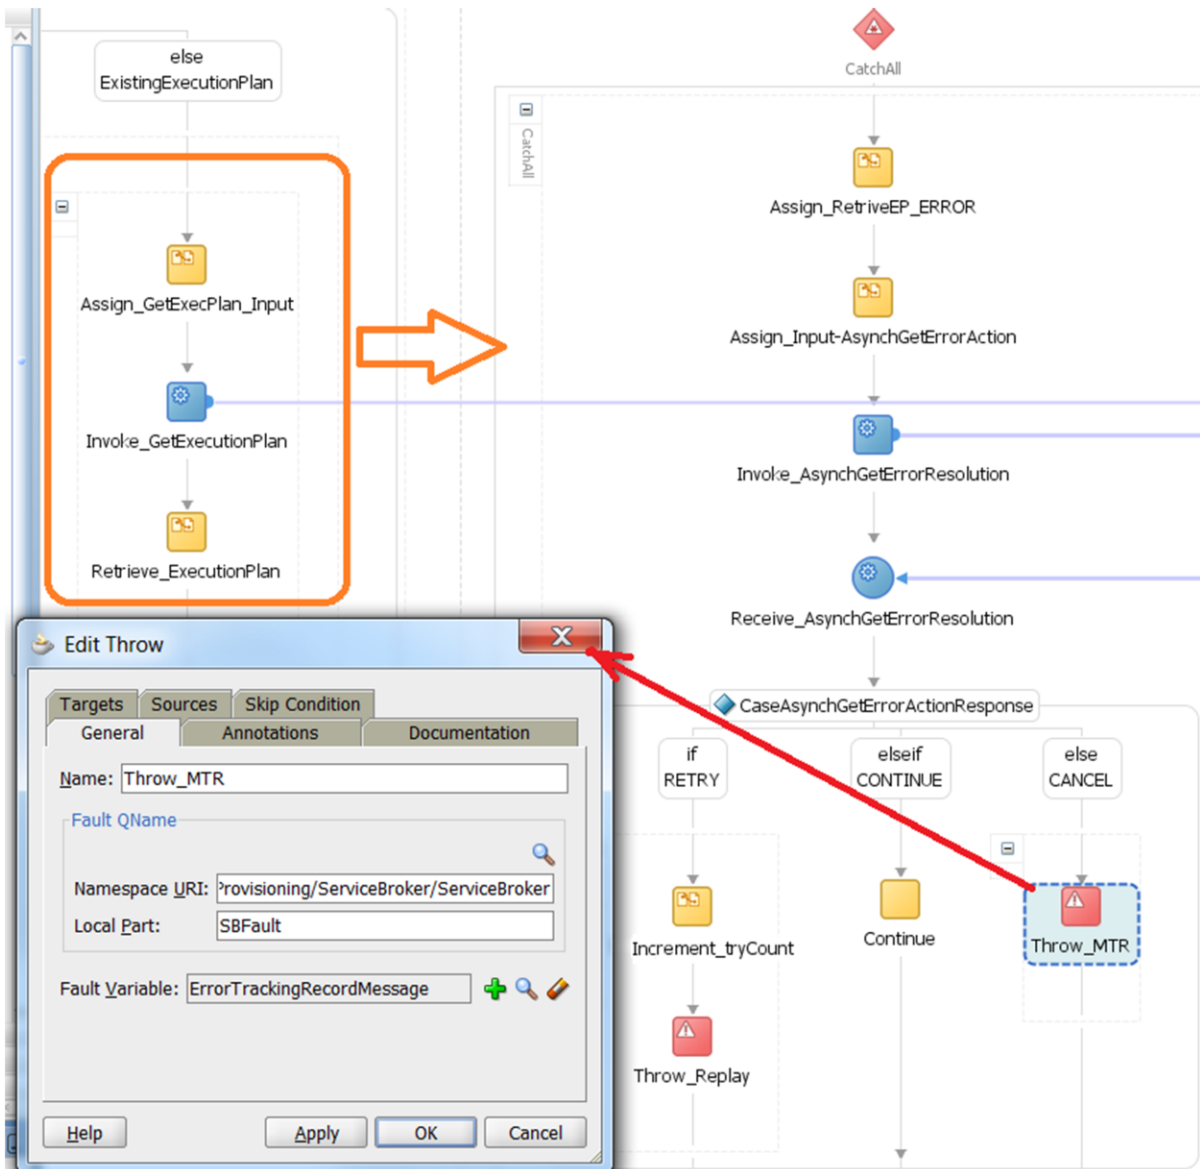 else
ExistingExecutionPlan
Assign_GetExecPlan_Input
Invoke_GetExecutionPlan
Retrieve_ExecutionPlan
CatchAll
CatchAll
Assign_RetriveEP_ERROR
Assign_Input-AsynchGetErrorAction
Invoke_AsynchGetErrorResolution
Receive_AsynchGetErrorResolution
CaseAsynchGetErrorActionResponse
if
RETRY
elseif
CONTINUE
else
CANCEL
Increment_tryCount
Throw_Replay
Continue
Throw_MTR
Edit Throw
Targets Sources Skip Condition
General Annotations Documentation
Name: Throw_MTR
Fault QName
Namespace URI: Provisioning/ServiceBroker/ServiceBroker
Local Part: SBFault
Fault Variable: ErrorTrackingRecordMessage
Help Apply OK Cancel